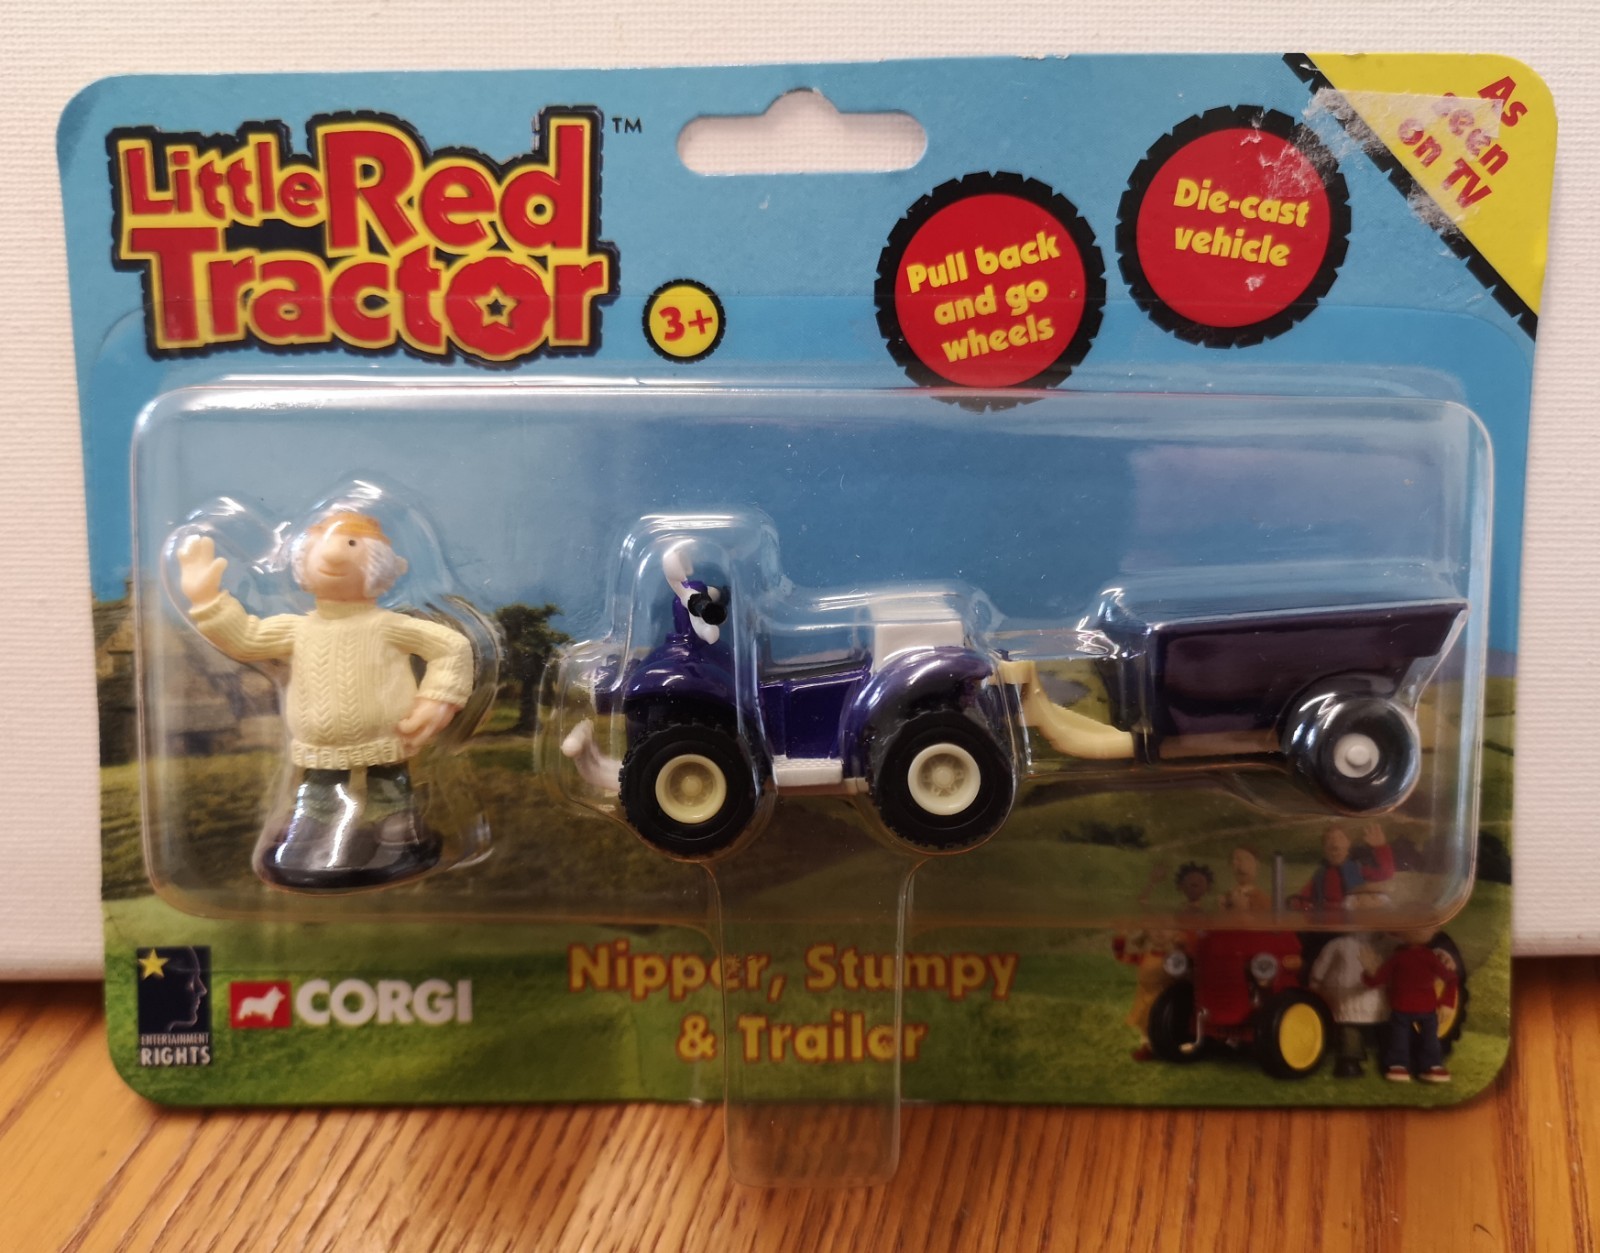 Little Red
Tractor
TM
3+
Pull back
and go
wheels
Die-cast
vehicle
As
seen
on TV
ENTERTAINMENT
RIGHTS
CORGI
Nipper, Stumpy
& Trailer